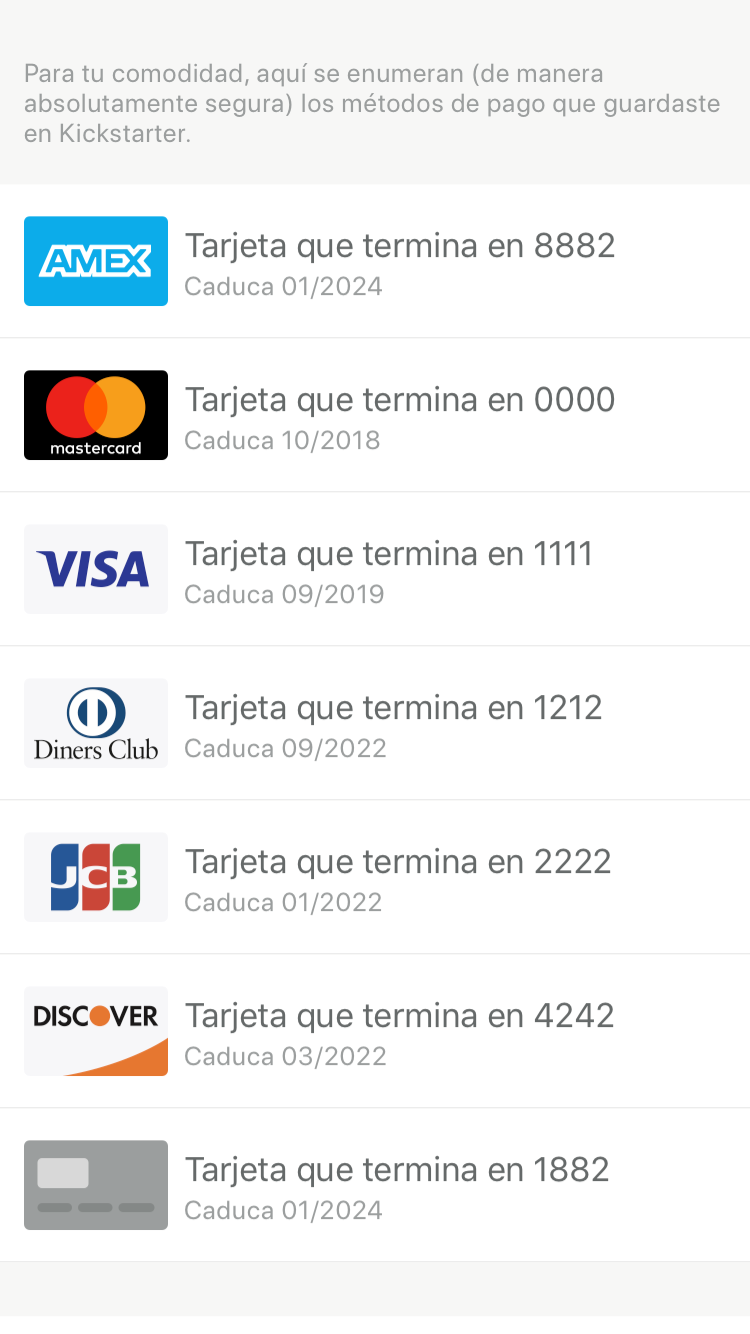 Para tu comodidad, aquí se enumeran (de manera
absolutamente segura) los métodos de pago que guardaste
en Kickstarter.
AMEX
Tarjeta que termina en 8882
Caduca 01/2024
mastercard
Tarjeta que termina en 0000
Caduca 10/2018
VISA
Tarjeta que termina en 1111
Caduca 09/2019
Diners Club
Tarjeta que termina en 1212
Caduca 09/2022
JCB
Tarjeta que termina en 2222
Caduca 01/2022
DISCOVER
Tarjeta que termina en 4242
Caduca 03/2022
Tarjeta que termina en 1882
Caduca 01/2024